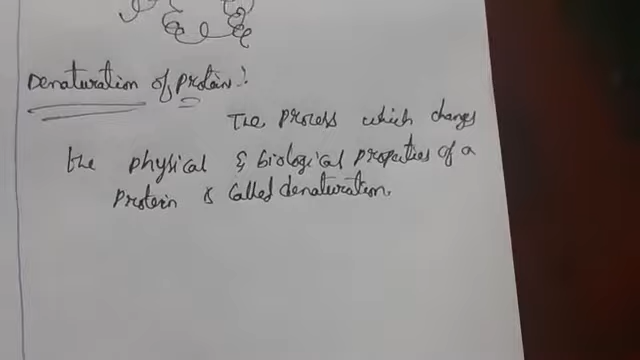 Denaturation of protein :
The process which changes
the physical & biological properties of a
protein is called denaturation.